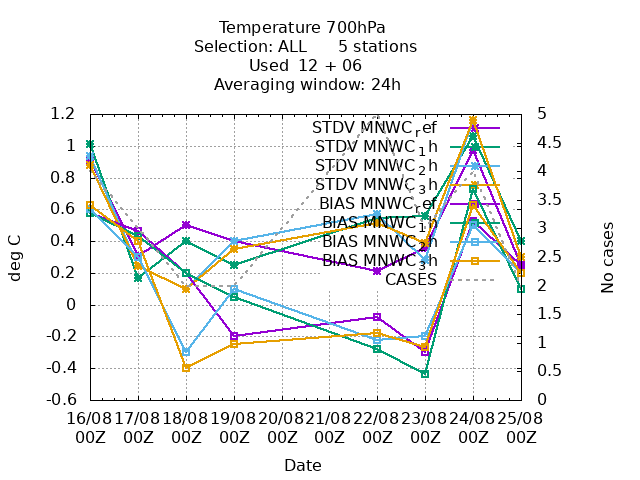 Temperature 700hPa
Selection: ALL 5 stations
Used 12 + 06
Averaging window: 24h
STDV MNWC_ref
STDV MNWC_1h
STDV MNWC_2h
STDV MNWC_3h
BIAS MNWC_ref
BIAS MNWC_1h
BIAS MNWC_2h
BIAS MNWC_3h
CASES
1.2
1
0.8
0.6
0.4
0.2
0
-0.2
-0.4
-0.6
deg C
5
4.5
4
3.5
3
2.5
2
1.5
1
0.5
0
No cases
16/08 17/08 18/08 19/08 20/08 21/08 22/08 23/08 24/08 25/08
00Z 00Z 00Z 00Z 00Z 00Z 00Z 00Z 00Z 00Z
Date